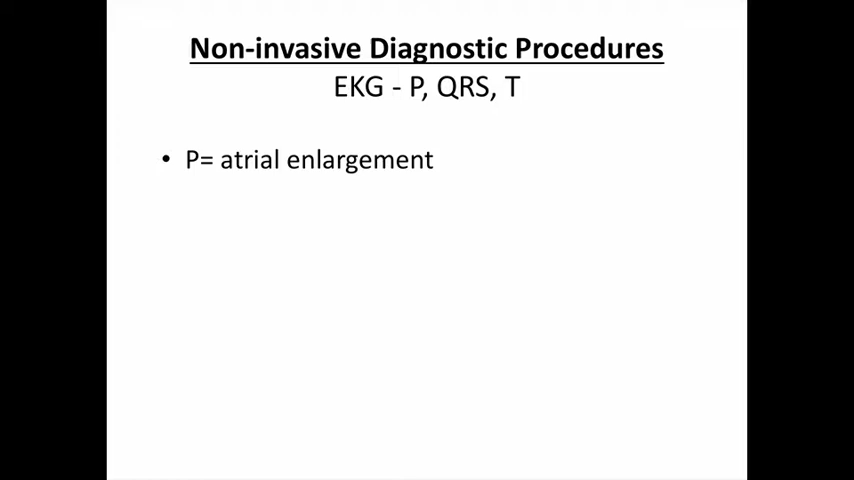 Non-invasive Diagnostic Procedures
EKG - P, QRS, T
• P= atrial enlargement